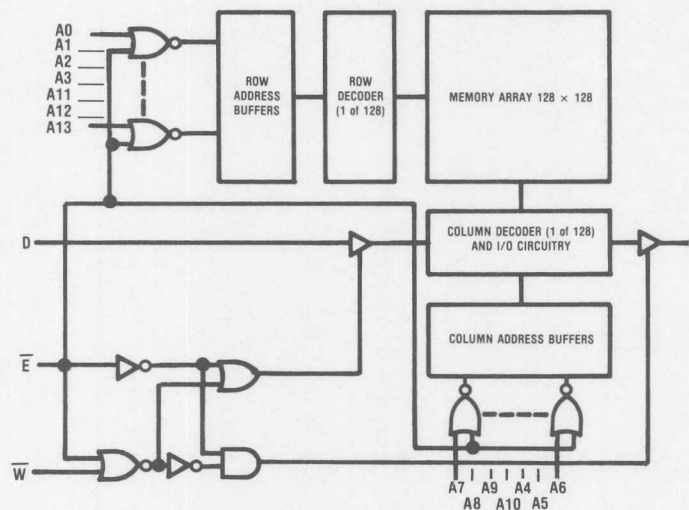 A0
A1
A2
A3
A11
A12
A13
ROW
ADDRESS
BUFFERS
ROW
DECODER
(1 of 128)
MEMORY ARRAY 128 × 128
D
COLUMN DECODER (1 of 128)
AND I/O CIRCUITRY
COLUMN ADDRESS BUFFERS
E̅
W̅
A7
A8
A9
A10
A4
A5
A6